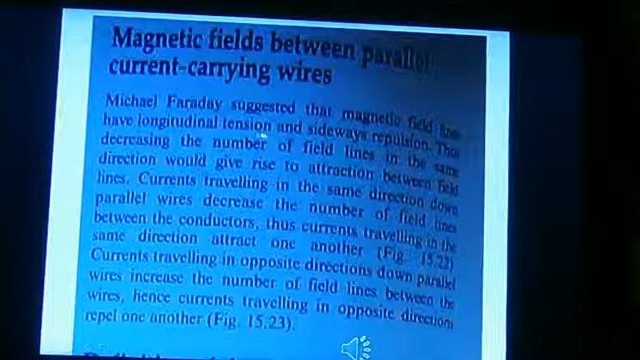 Magnetic fields between parallel
current-carrying wires
Michael Faraday suggested that magnetic field lines
have longitudinal tension and sideways repulsion. Thus
decreasing the number of field lines in the same
direction would give rise to attraction between field
lines. Currents travelling in the same direction down
parallel wires decrease the number of field lines
between the conductors, thus currents travelling in the
same direction attract one another (Fig. 15.22)
Currents travelling in opposite directions down parallel
wires increase the number of field lines between the
wires, hence currents travelling in opposite directions
repel one another (Fig. 15.23).